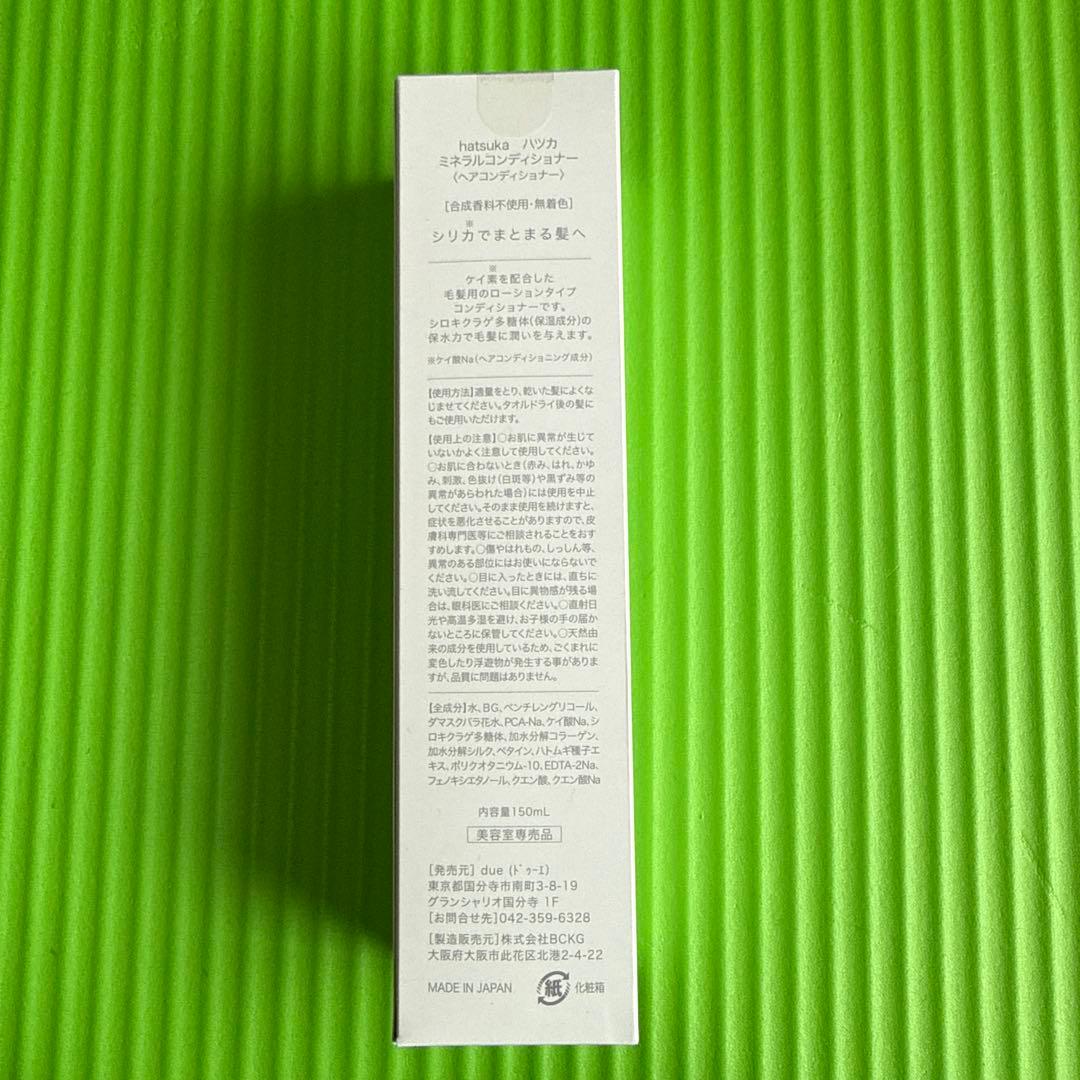 hatsuka ハツカ
ミネラルコンディショナー
〈ヘアコンディショナー〉
[合成香料不使用・無着色]
※
シリカでまとまる髪へ
※
ケイ素を配合した
毛髪用のローションタイプ
コンディショナーです。
シロキクラゲ多糖体(保湿成分)の
保水力で毛髪に潤いを与えます。
※ケイ酸Na(ヘアコンディショニング成分)
【使用方法】適量をとり、乾いた髪によくな
じませてください。タオルドライ後の髪に
もご使用いただけます。
【使用上の注意】○お肌に異常が生じて
いないかよく注意して使用してください。
○お肌に合わないとき(赤み、はれ、かゆ
み、刺激、色抜け(白斑等)や黒ずみ等の
異常があらわれた場合)には使用を中止
してください。そのまま使用を続けますと、
症状を悪化させることがありますので、皮
膚科専門医等にご相談されることをおす
すめします。○傷やはれもの、しっしん等、
異常のある部位にはお使いにならないで
ください。○目に入ったときには、直ちに
洗い流してください。目に異物感が残る場
合は、眼科医にご相談ください。○直射日
光や高温多湿を避け、お子様の手の届か
ないところに保管してください。○天然由
来の成分を使用しているため、ごくまれに
変色したり浮遊物が発生する事がありま
すが、品質に問題はありません。
【全成分】水、BG、ペンチレングリコール、
ダマスクバラ花水、PCA-Na、ケイ酸Na、シ
ロキクラゲ多糖体、加水分解コラーゲン、
加水分解シルク、ベタイン、ハトムギ種子エ
キス、ポリクオタニウム-10、EDTA-2Na、
フェノキシエタノール、クエン酸、クエン酸Na
内容量150mL
美容室専売品
[発売元] due (ﾄﾞｩｰｴ)
東京都国分寺市南町3-8-19
グランシャリオ国分寺 1F
[お問合せ先]042-359-6328
[製造販売元]株式会社BCKG
大阪府大阪市此花区北港2-4-22
MADE IN JAPAN 紙 化粧箱